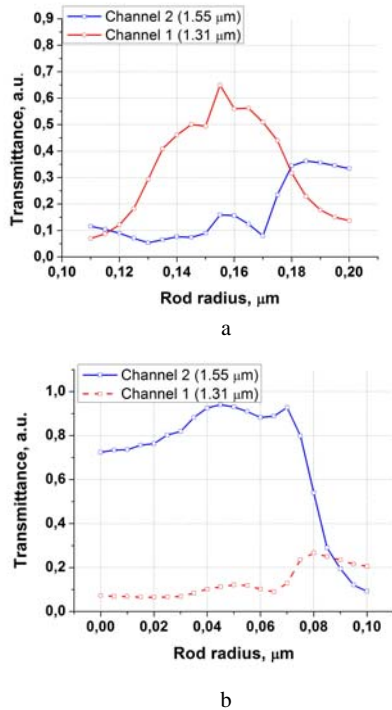 Channel 2 (1.55 μm)
Channel 1 (1.31 μm)
Transmittance, a.u.
0,9
0,8
0,7
0,6
0,5
0,4
0,3
0,2
0,1
0,0
0,10 0,12 0,14 0,16 0,18 0,20
Rod radius, μm
a
Channel 2 (1.55 μm)
Channel 1 (1.31 μm)
Transmittance, a.u.
1,0
0,8
0,6
0,4
0,2
0,0
0,00 0,02 0,04 0,06 0,08 0,10
Rod radius, μm
b